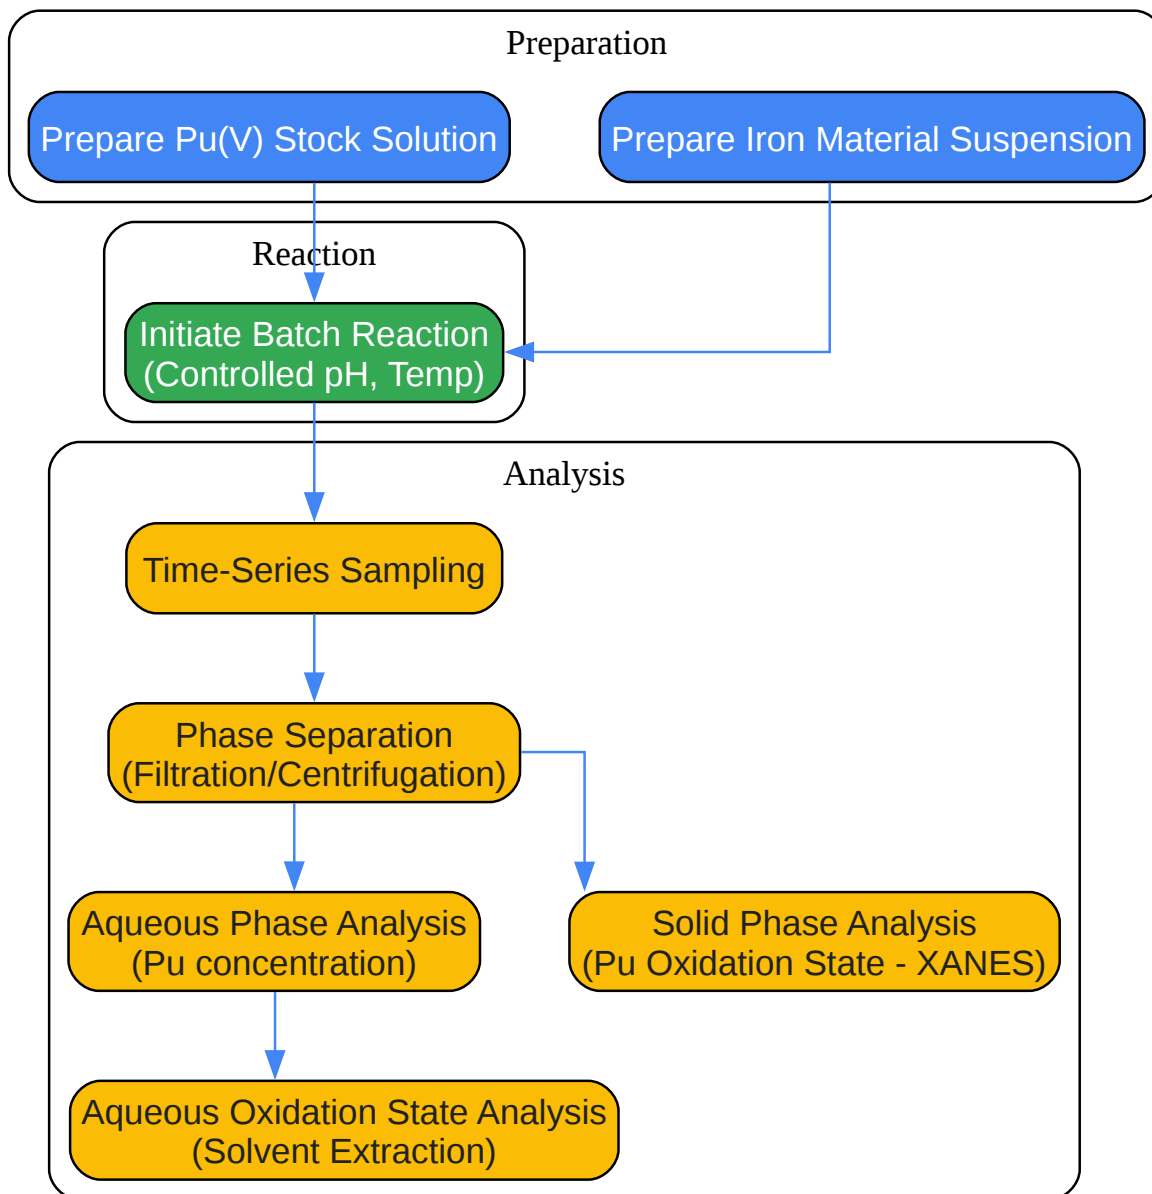 Preparation
Prepare Pu(V) Stock Solution
Prepare Iron Material Suspension
Reaction
Initiate Batch Reaction
(Controlled pH, Temp)
Analysis
Time-Series Sampling
Phase Separation
(Filtration/Centrifugation)
Aqueous Phase Analysis
(Pu concentration)
Solid Phase Analysis
(Pu Oxidation State - XANES)
Aqueous Oxidation State Analysis
(Solvent Extraction)